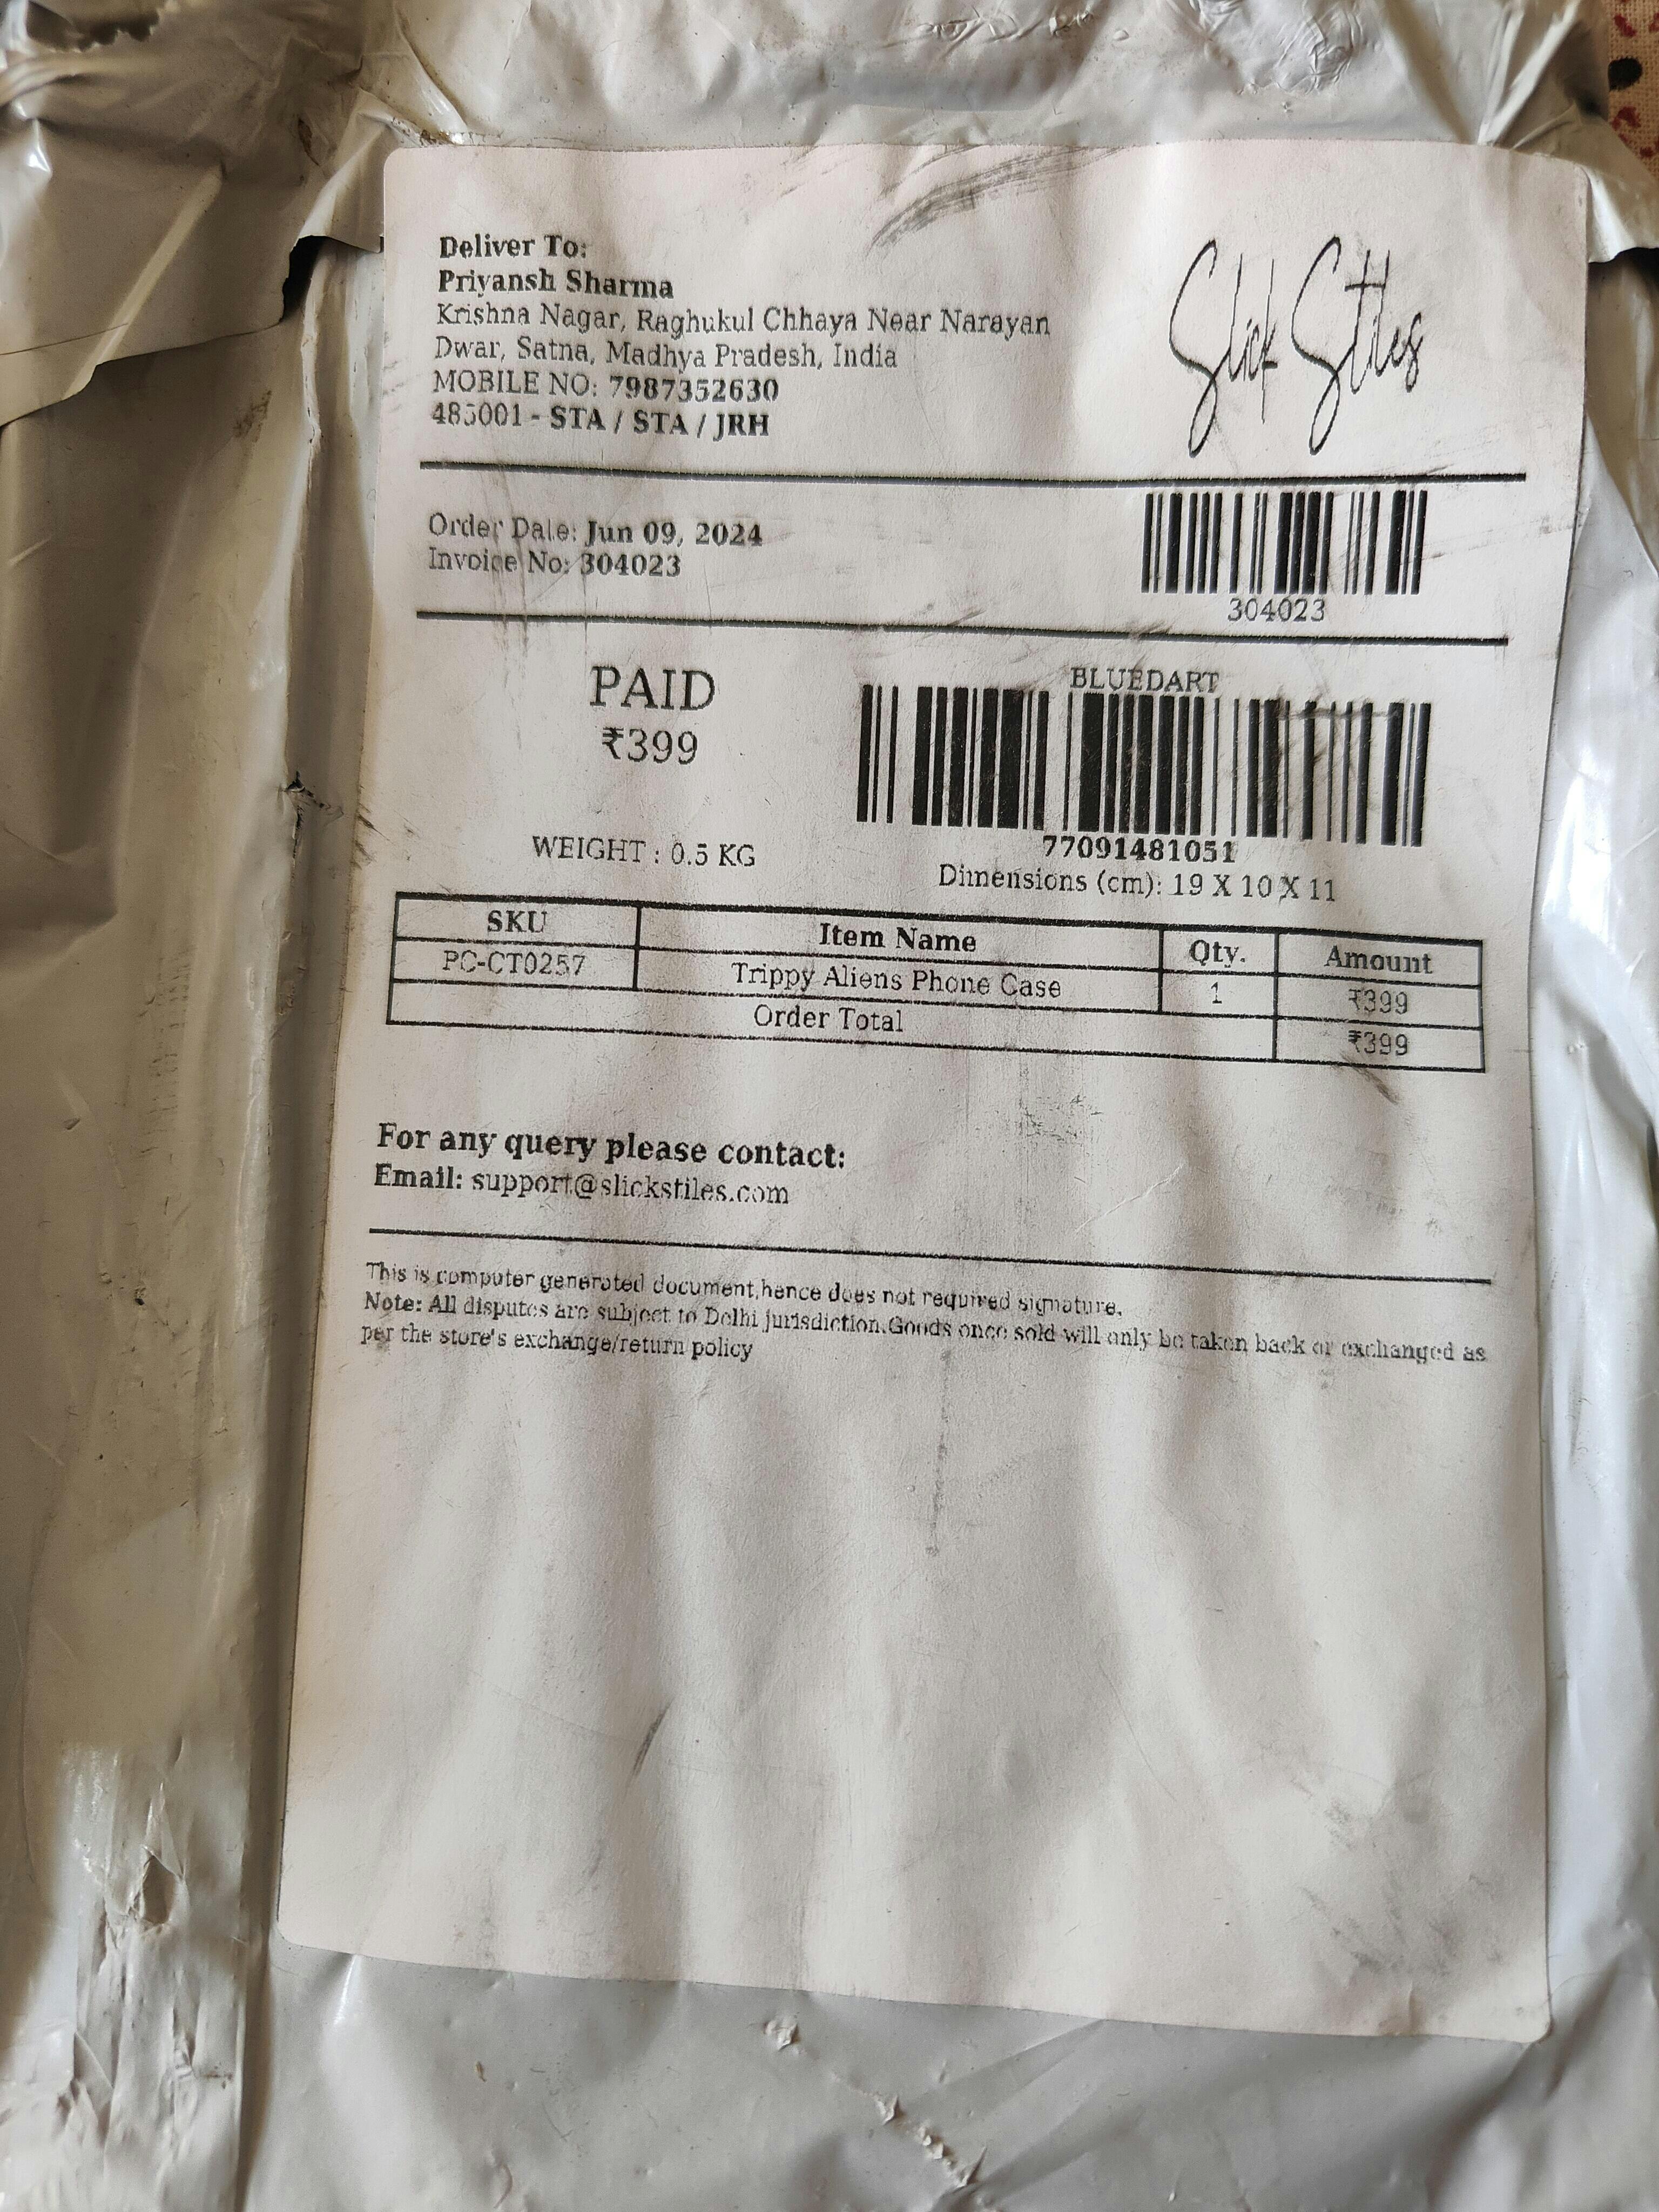 Deliver To:
Priyansh Sharma
Krishna Nagar, Raghukul Chhaya Near Narayan
Dwar, Satna, Madhya Pradesh, India
MOBILE NO: 7987352630
485001 - STA / STA / JRH
Slick Stiles
Order Date: Jun 09, 2024
Invoice No: 304023
304023
PAID
₹399
WEIGHT : 0.5 KG
BLUEDART
77091481051
Dimensions (cm): 19 X 10 X 11
SKU Item Name Qty. Amount
PC-CT0257 Trippy Aliens Phone Case 1 ₹399
Order Total ₹399
For any query please contact:
Email: support@slickstiles.com
This is computer generated document,hence does not required signature.
Note: All disputes are subject to Delhi jurisdiction.Goods once sold will only be taken back or exchanged as
per the store's exchange/return policy